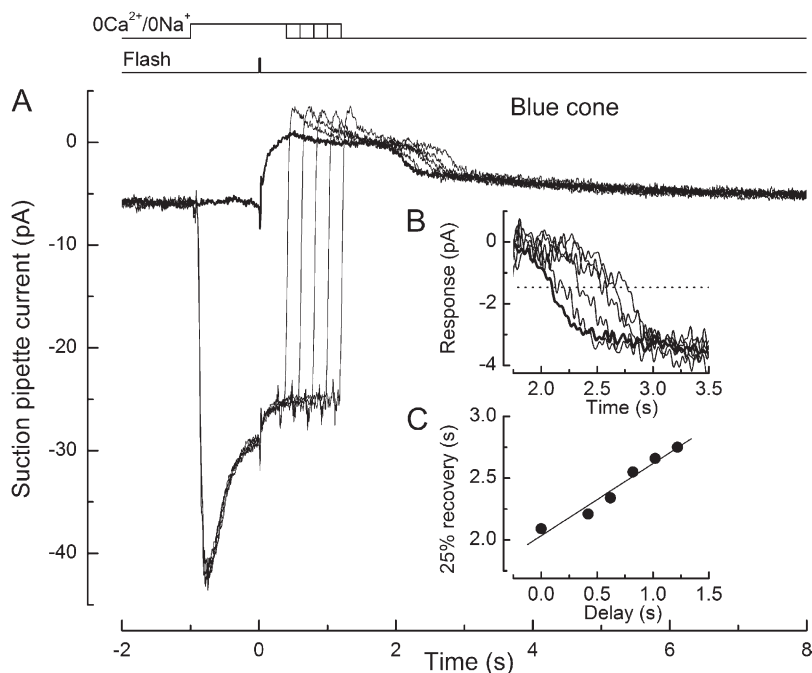 0Ca²⁺/0Na⁺
Flash
A
Blue cone
Suction pipette current (pA)
0
-10
-20
-30
-40
-2
0
2
4
6
8
Time (s)
B
Response (pA)
0
-2
-4
2.0
2.5
3.0
3.5
Time (s)
C
25% recovery (s)
3.0
2.5
2.0
0.0
0.5
1.0
1.5
Delay (s)